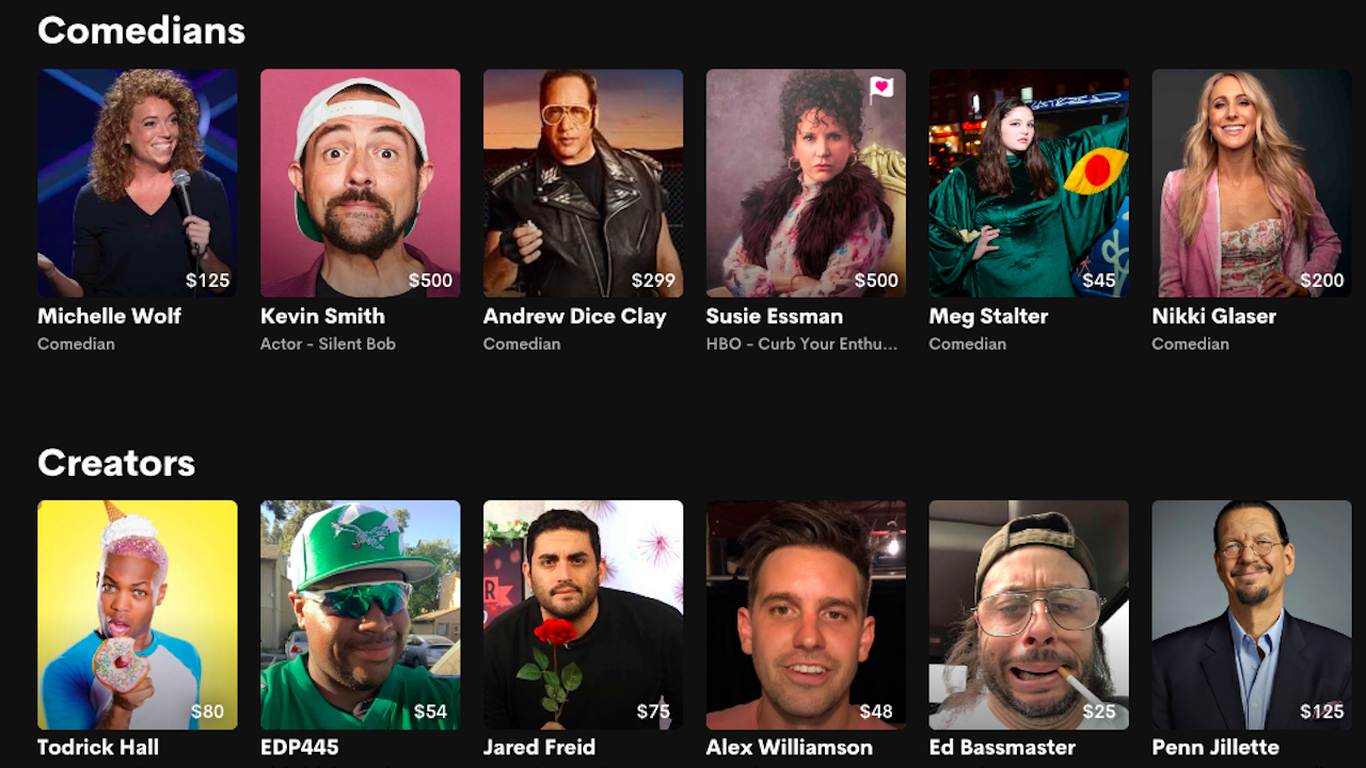 Comedians
$125
$500
$299
$500
$45
$200
Michelle Wolf
Kevin Smith
Andrew Dice Clay
Susie Essman
Meg Stalter
Nikki Glaser
Comedian
Actor - Silent Bob
Comedian
HBO - Curb Your Enthu...
Comedian
Comedian
Creators
$80
$54
$75
$48
$25
$125
Todrick Hall
EDP445
Jared Freid
Alex Williamson
Ed Bassmaster
Penn Jillette